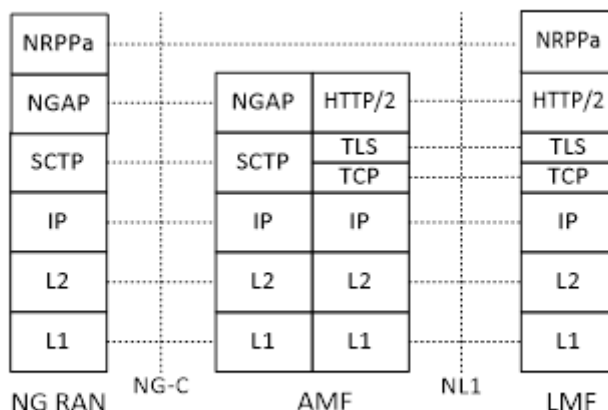 NRPPa NRPPa
NGAP NGAP HTTP/2 HTTP/2
SCTP SCTP TLS TLS
TCP TCP
IP IP IP IP
L2 L2 L2 L2
L1 L1 L1 L1
NG RAN NG-C AMF NL1 LMF